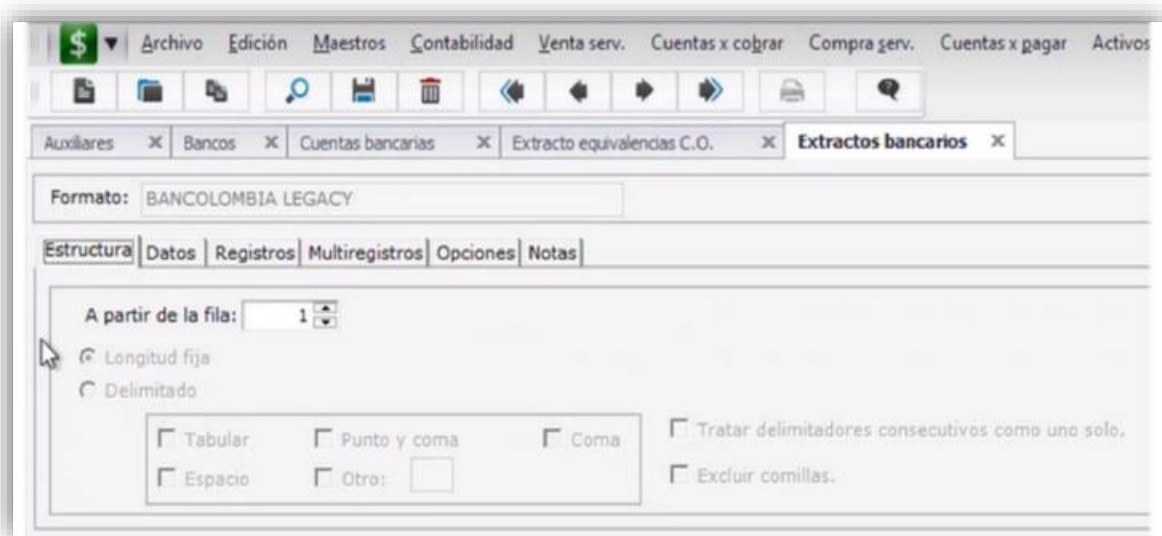 $ Archivo Edición Maestros Contabilidad Venta serv. Cuentas x cobrar Compra serv. Cuentas x pagar Activos
Auxiliares Bancos Cuentas bancarias Extracto equivalencias C.O. Extractos bancarios
Formato: BANCOLOMBIA LEGACY
Estructura Datos Registros Multiregistros Opciones Notas
A partir de la fila: 1
Longitud fija
Delimitado
Tabular Punto y coma Coma Tratar delimitadores consecutivos como uno solo.
Espacio Otro: Excluir comillas.